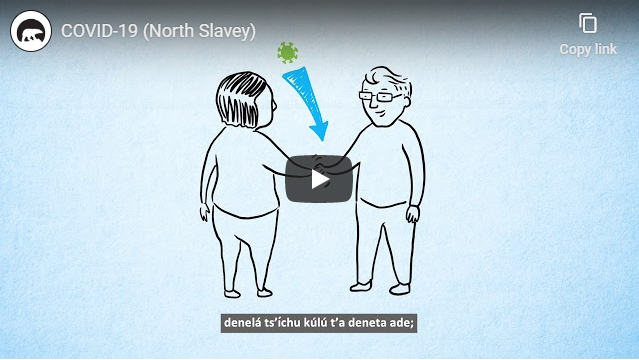 COVID-19 (North Slavey)
Copy link
denelá ts'íchu kúlú t'a deneta ade;